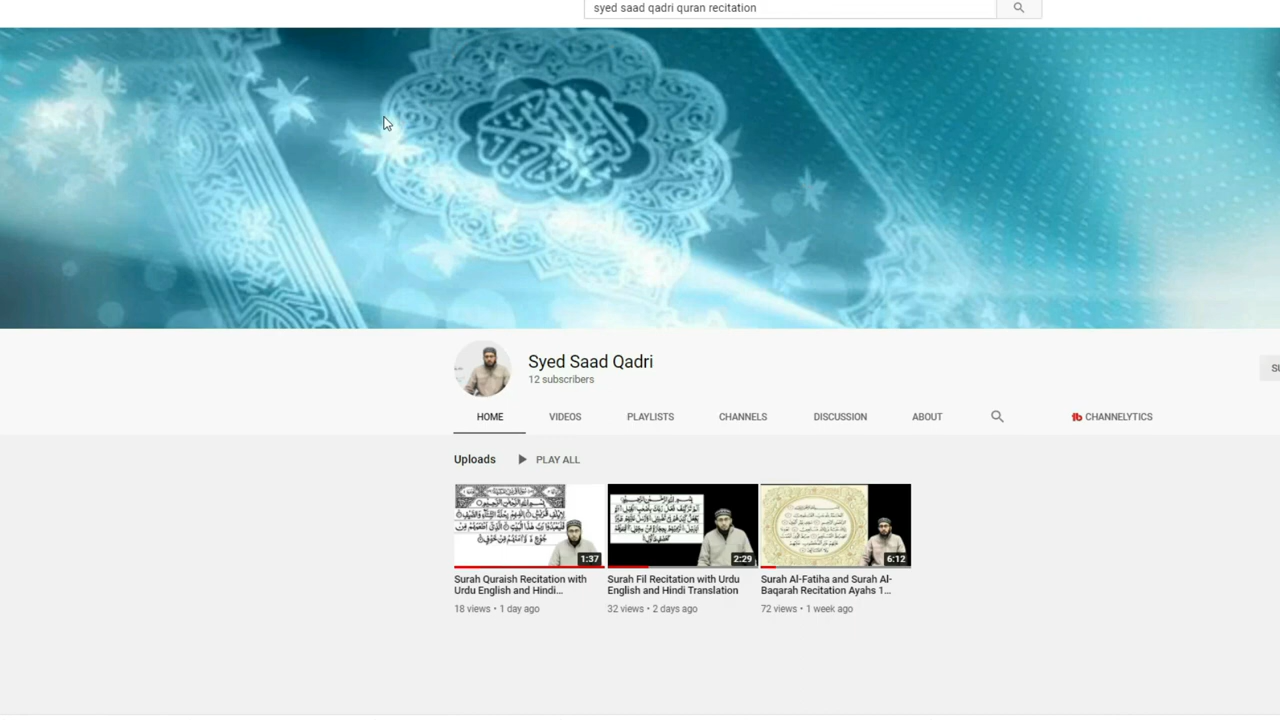 syed saad qadri quran recitation
Syed Saad Qadri
12 subscribers
HOME VIDEOS PLAYLISTS CHANNELS DISCUSSION ABOUT CHANNELYTICS
Uploads PLAY ALL
1:37 2:29 6:12
Surah Quraish Recitation with
Urdu English and Hindi...
18 views • 1 day ago
Surah Fil Recitation with Urdu
English and Hindi Translation
32 views • 2 days ago
Surah Al-Fatiha and Surah Al-
Baqarah Recitation Ayahs 1...
72 views • 1 week ago